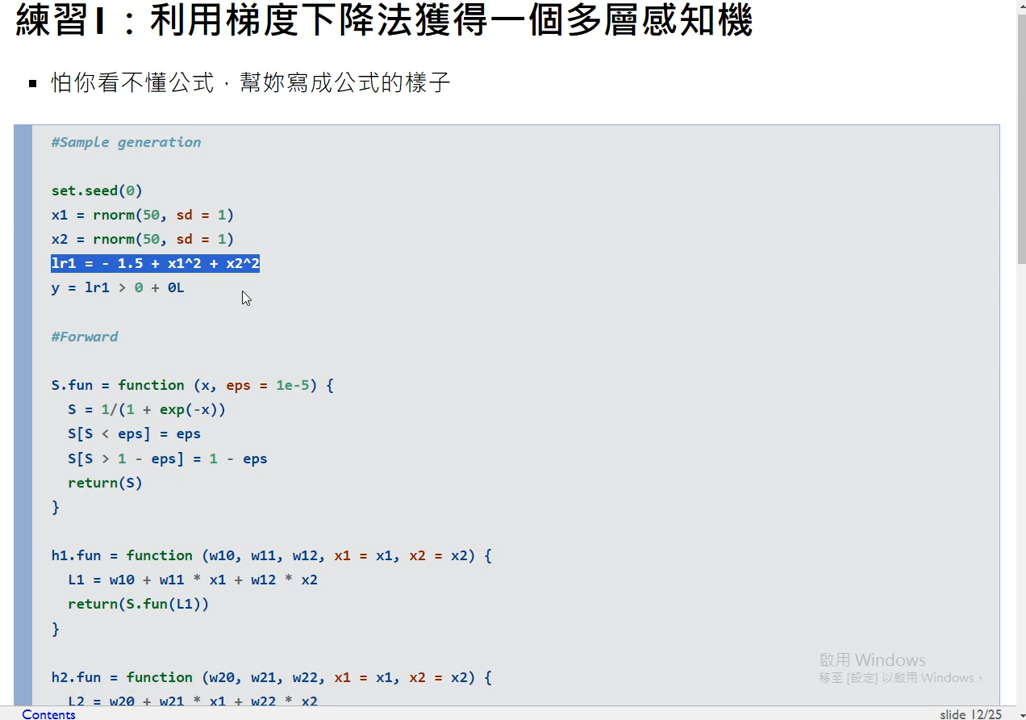 練習1：利用梯度下降法獲得一個多層感知機
▪ 怕你看不懂公式，幫妳寫成公式的樣子
#Sample generation
set.seed(0)
x1 = rnorm(50, sd = 1)
x2 = rnorm(50, sd = 1)
lr1 = - 1.5 + x1^2 + x2^2
y = lr1 > 0 + 0L
#Forward
S.fun = function (x, eps = 1e-5) {
  S = 1/(1 + exp(-x))
  S[S < eps] = eps
  S[S > 1 - eps] = 1 - eps
  return(S)
}
h1.fun = function (w10, w11, w12, x1 = x1, x2 = x2) {
  L1 = w10 + w11 * x1 + w12 * x2
  return(S.fun(L1))
}
h2.fun = function (w20, w21, w22, x1 = x1, x2 = x2) {
  L2 = w20 + w21 * x1 + w22 * x2
啟用 Windows
移至 [設定] 以啟用 Windows。
Contents
slide 12/25